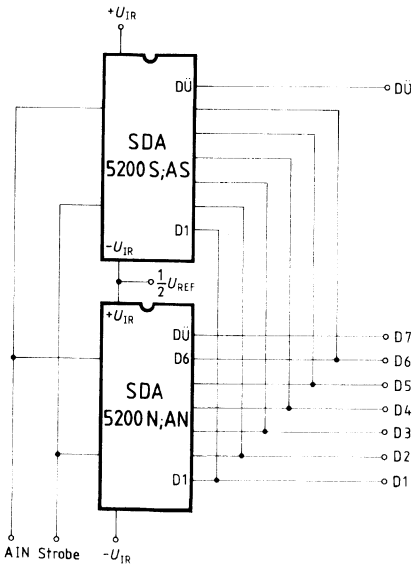 +U_IR
DÜ
DÜ
SDA
5200 S;AS
D1
-U_IR
½ U_REF
+U_IR
DÜ
D7
D6
D6
SDA
D5
5200 N;AN
D4
D3
D2
D1
D1
AIN Strobe
-U_IR